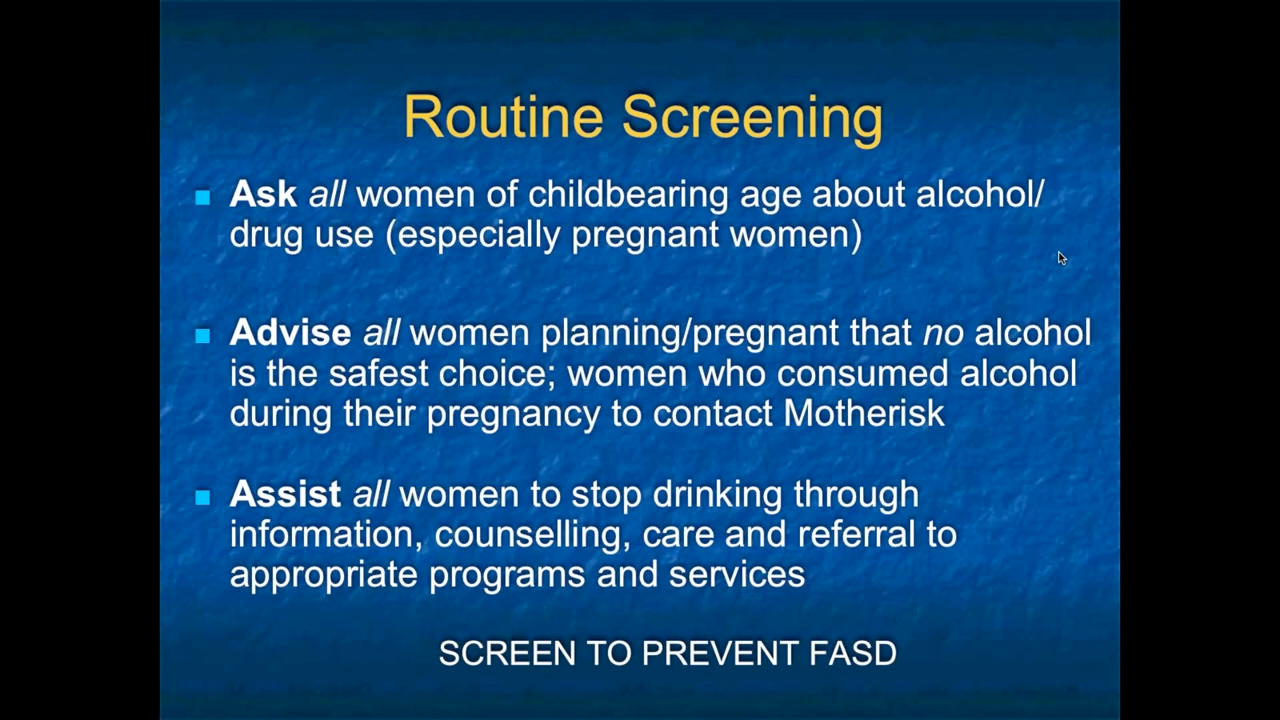 Routine Screening
Ask all women of childbearing age about alcohol/
drug use (especially pregnant women)
Advise all women planning/pregnant that no alcohol
is the safest choice; women who consumed alcohol
during their pregnancy to contact Motherisk
Assist all women to stop drinking through
information, counselling, care and referral to
appropriate programs and services
SCREEN TO PREVENT FASD